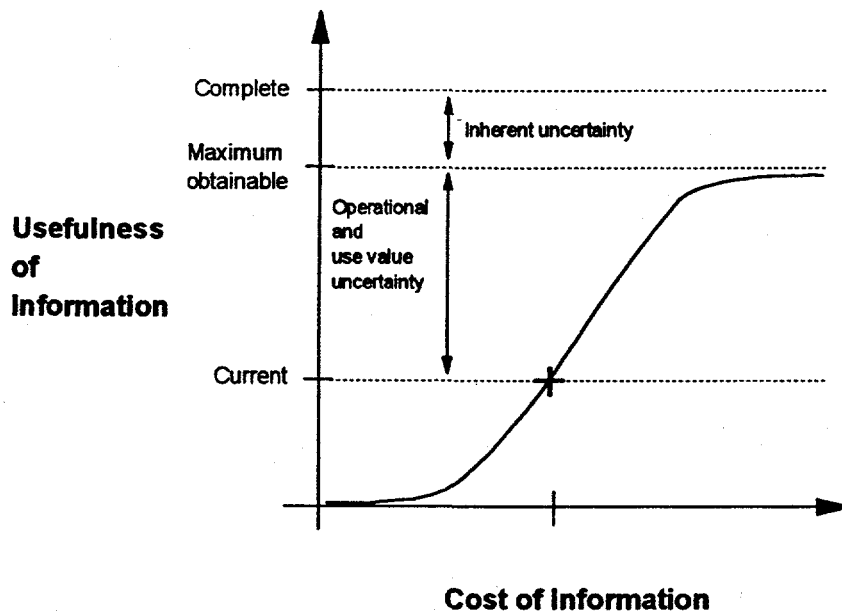 Complete
Inherent uncertainty
Maximum
obtainable
Operational
and
use value
uncertainty
Usefulness
of
Information
Current
Cost of Information